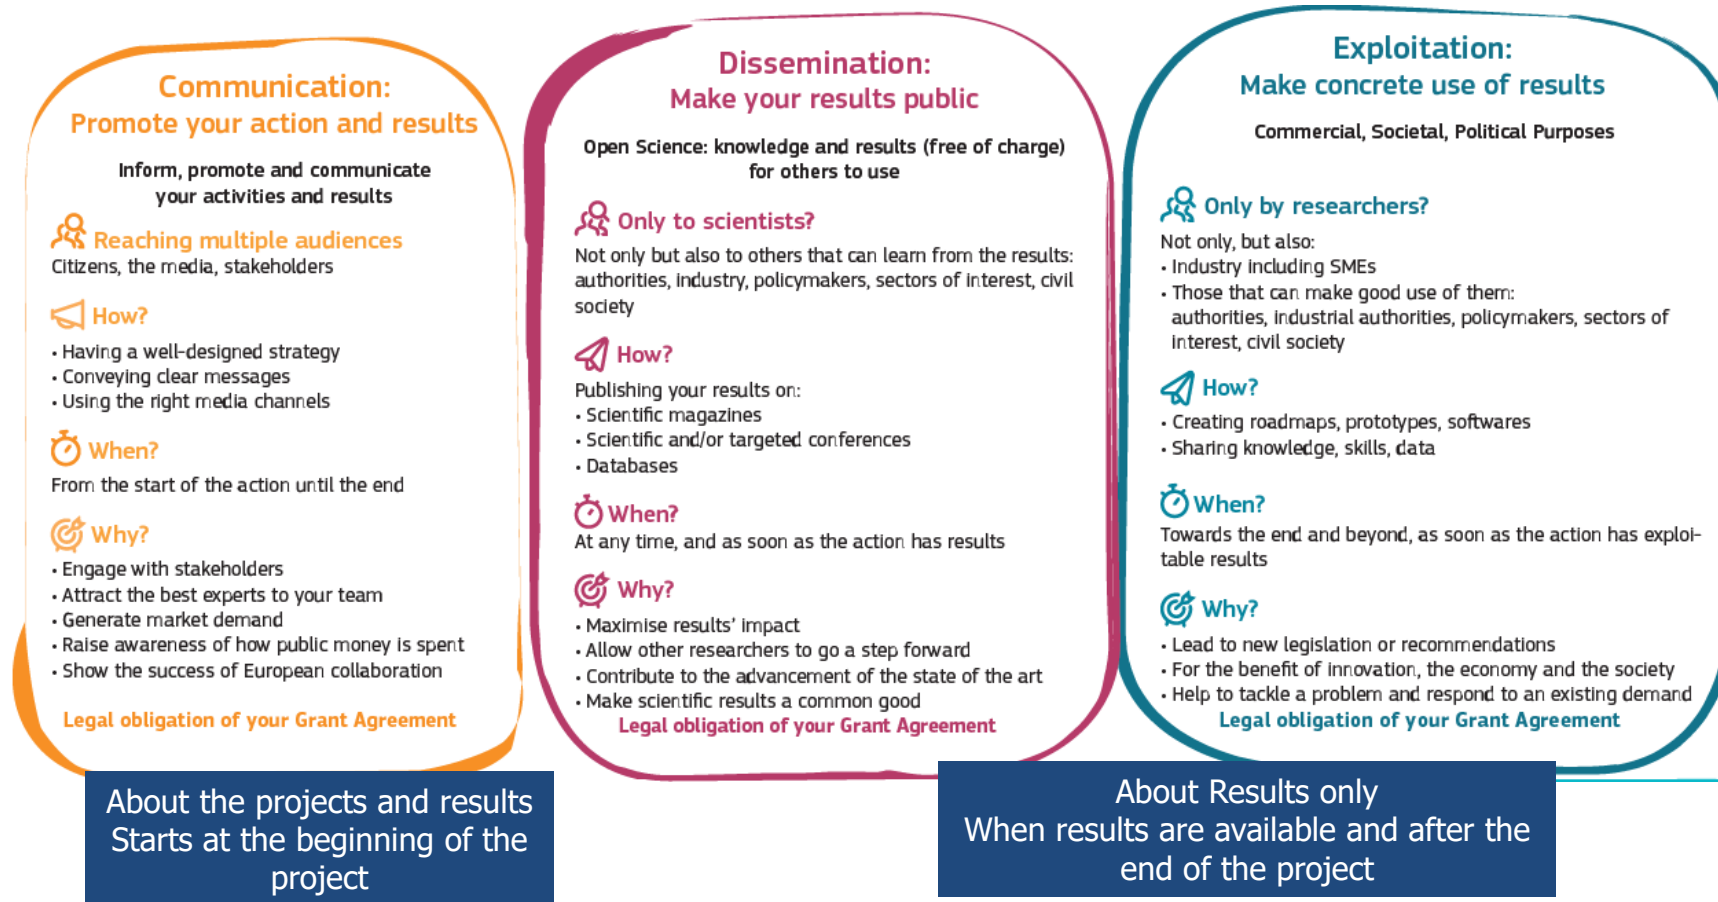 Communication:
Promote your action and results
Inform, promote and communicate
your activities and results
Reaching multiple audiences
Citizens, the media, stakeholders
How?
• Having a well-designed strategy
• Conveying clear messages
• Using the right media channels
When?
From the start of the action until the end
Why?
• Engage with stakeholders
• Attract the best experts to your team
• Generate market demand
• Raise awareness of how public money is spent
• Show the success of European collaboration
Legal obligation of your Grant Agreement
About the projects and results
Starts at the beginning of the
project
Dissemination:
Make your results public
Open Science: knowledge and results (free of charge)
for others to use
Only to scientists?
Not only but also to others that can learn from the results:
authorities, industry, policymakers, sectors of interest, civil
society
How?
Publishing your results on:
• Scientific magazines
• Scientific and/or targeted conferences
• Databases
When?
At any time, and as soon as the action has results
Why?
• Maximise results' impact
• Allow other researchers to go a step forward
• Contribute to the advancement of the state of the art
• Make scientific results a common good
Legal obligation of your Grant Agreement
Exploitation:
Make concrete use of results
Commercial, Societal, Political Purposes
Only by researchers?
Not only, but also:
• Industry including SMEs
• Those that can make good use of them:
authorities, industrial authorities, policymakers, sectors of
interest, civil society
How?
• Creating roadmaps, prototypes, softwares
• Sharing knowledge, skills, data
When?
Towards the end and beyond, as soon as the action has exploi-
table results
Why?
• Lead to new legislation or recommendations
• For the benefit of innovation, the economy and the society
• Help to tackle a problem and respond to an existing demand
Legal obligation of your Grant Agreement
About Results only
When results are available and after the
end of the project